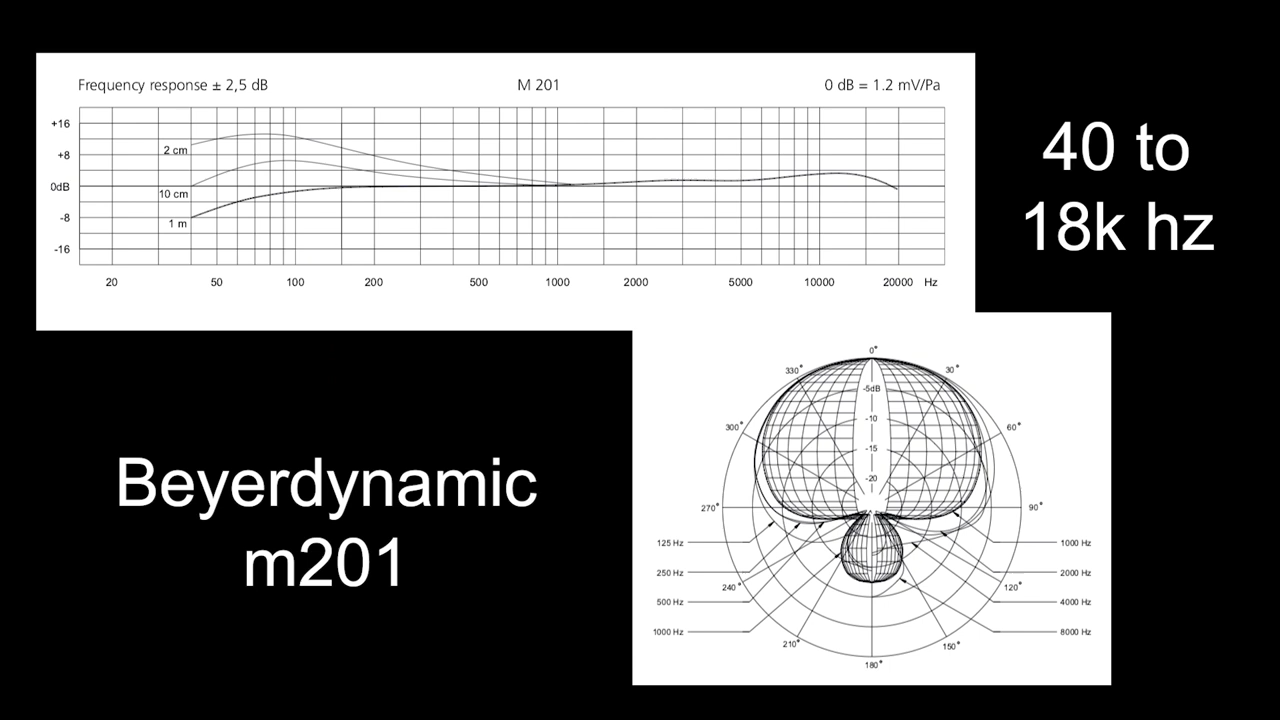 Frequency response ± 2,5 dB
M 201
0 dB = 1.2 mV/Pa
+16
+8
0dB
-8
-16
2 cm
10 cm
1 m
20 50 100 200 500 1000 2000 5000 10000 20000 Hz
40 to
18k hz
Beyerdynamic
m201
0°
330°
30°
-5dB
300°
60°
-10
-15
-20
270°
90°
125 Hz
1000 Hz
250 Hz
2000 Hz
240°
120°
500 Hz
4000 Hz
1000 Hz
8000 Hz
210°
150°
180°